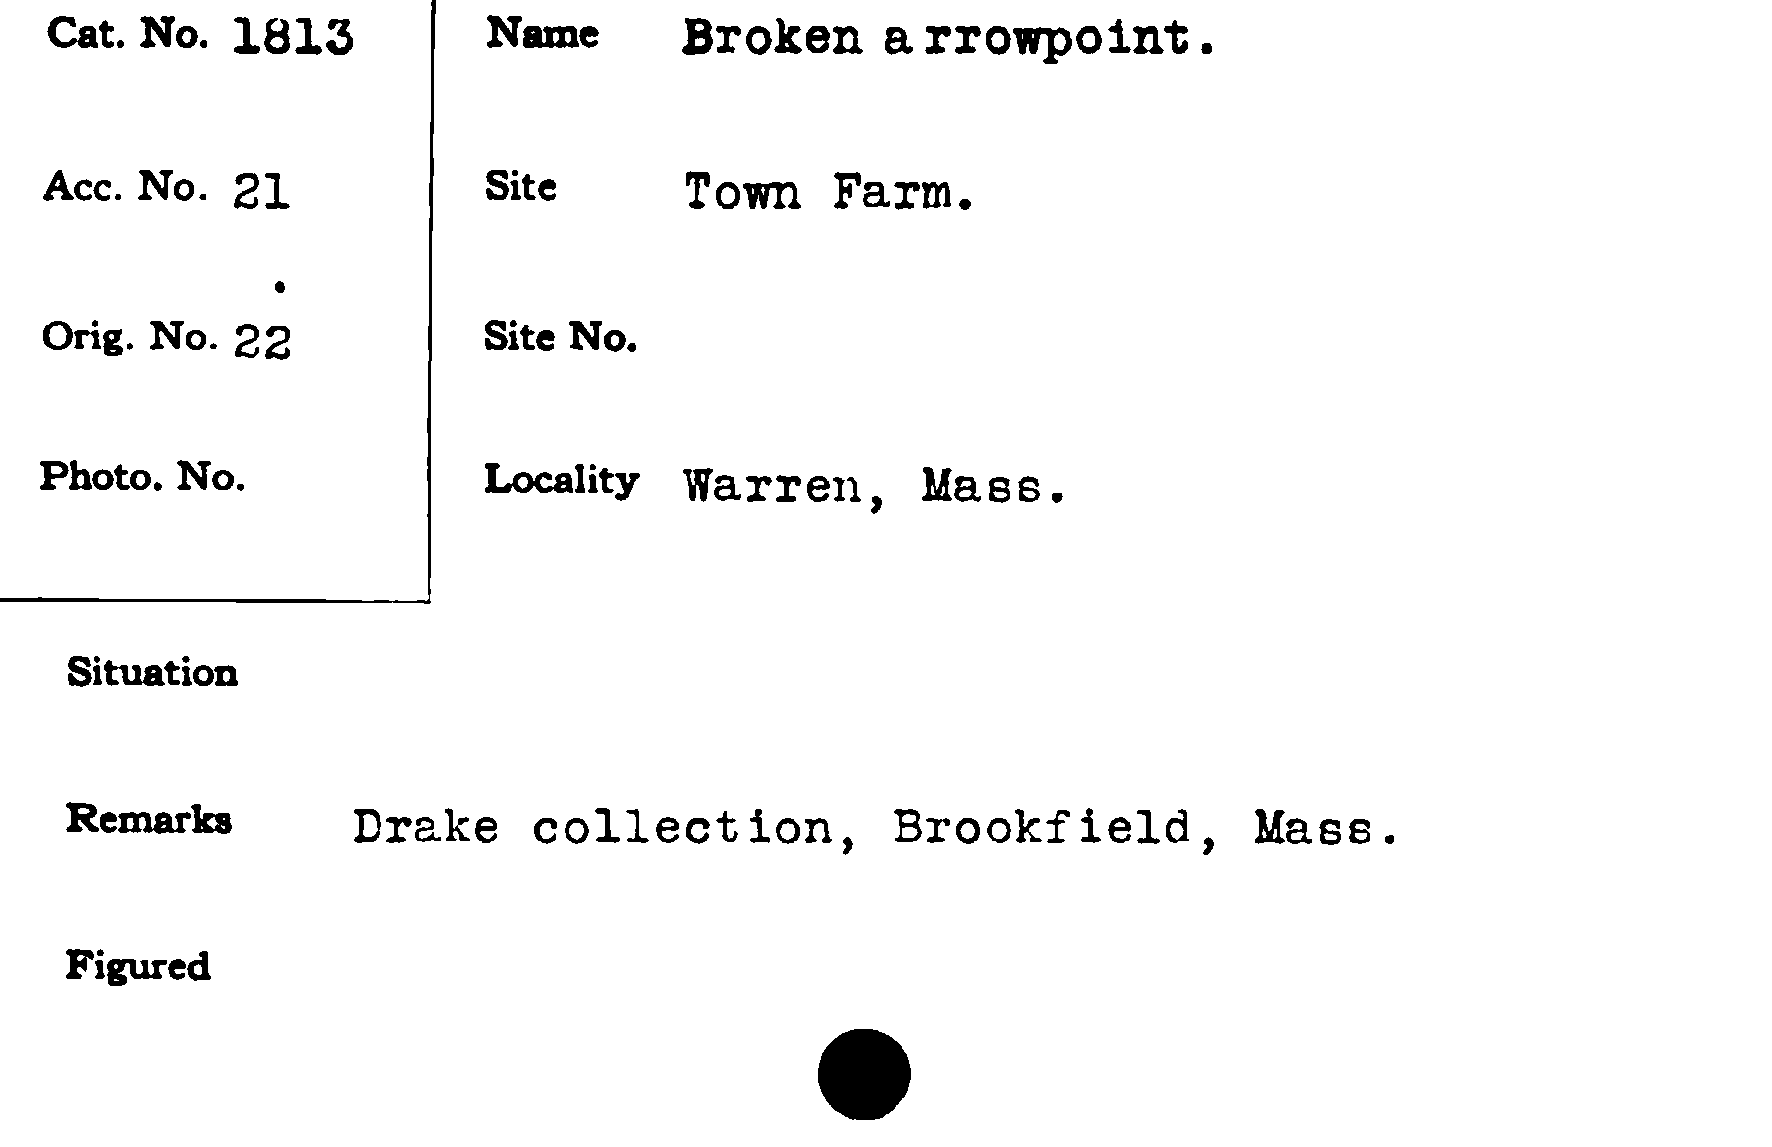 Cat. No. 1813
Name Broken arrowpoint.
Acc. No. 21
Site Town Farm.
Orig. No. 22
Site No.
Photo. No.
Locality Warren, Mass.
Situation
Remarks Drake collection, Brookfield, Mass.
Figured